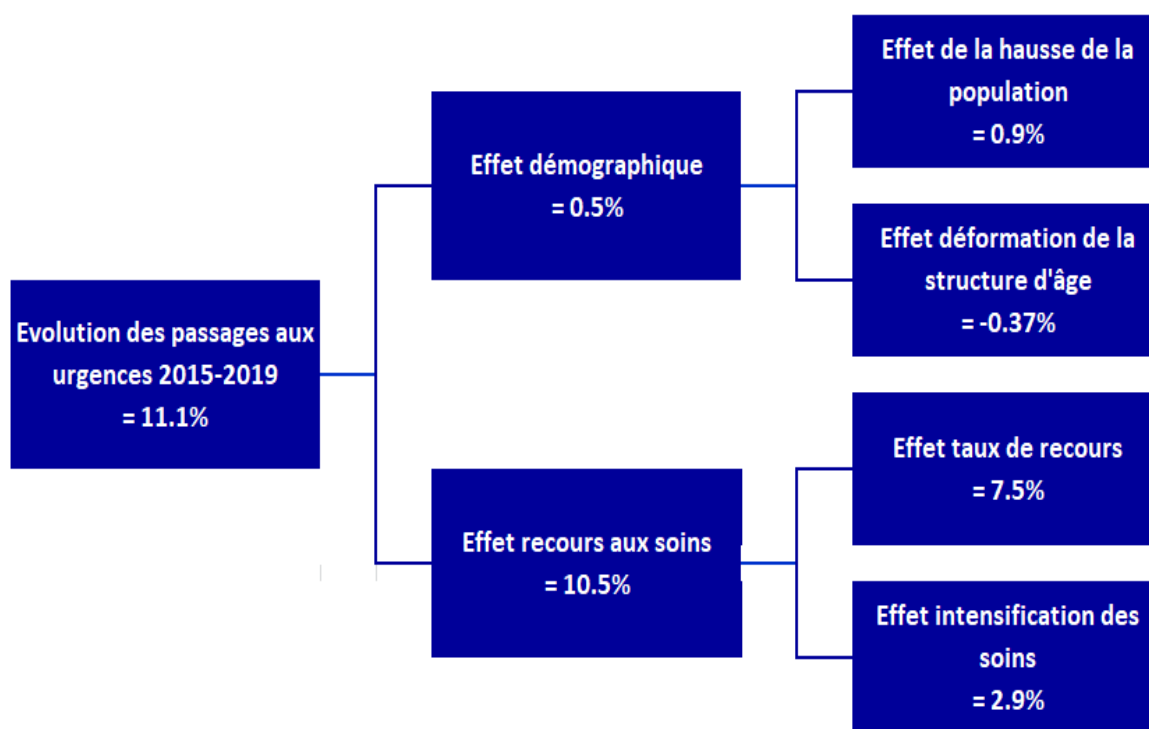 Evolution des passages aux
urgences 2015-2019
= 11.1%
Effet démographique
= 0.5%
Effet de la hausse de la
population
= 0.9%
Effet déformation de la
structure d'âge
= -0.37%
Effet recours aux soins
= 10.5%
Effet taux de recours
= 7.5%
Effet intensification des
soins
= 2.9%